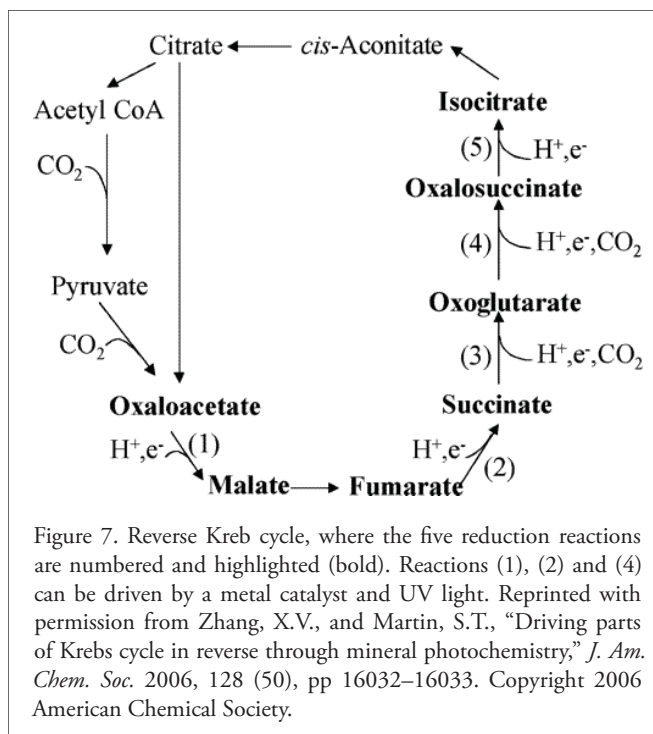 Citrate
cis-Aconitate
Acetyl CoA
Isocitrate
CO₂
(5)
H⁺,e⁻
Oxalosuccinate
(4)
H⁺,e⁻,CO₂
Pyruvate
Oxoglutarate
CO₂
(3)
H⁺,e⁻,CO₂
Oxaloacetate
Succinate
H⁺,e⁻
(1)
H⁺,e⁻
(2)
Malate
Fumarate
Figure 7. Reverse Kreb cycle, where the five reduction reactions
are numbered and highlighted (bold). Reactions (1), (2) and (4)
can be driven by a metal catalyst and UV light. Reprinted with
permission from Zhang, X.V., and Martin, S.T., “Driving parts
of Krebs cycle in reverse through mineral photochemistry,” J. Am.
Chem. Soc. 2006, 128 (50), pp 16032–16033. Copyright 2006
American Chemical Society.